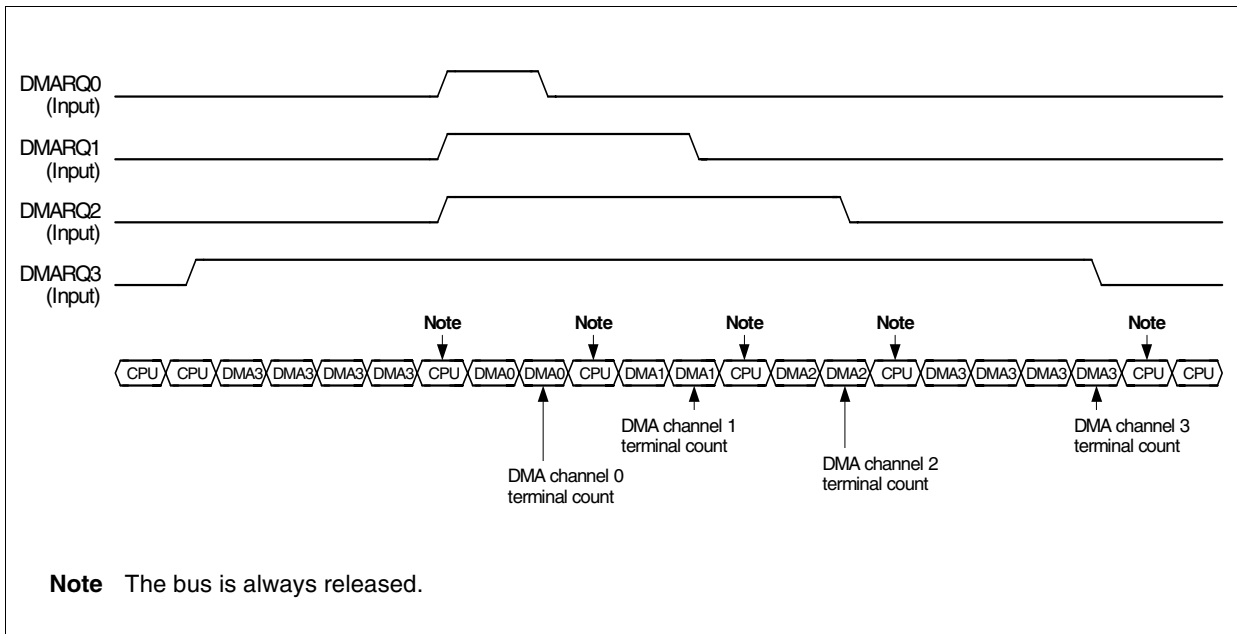 DMARQ0
(Input)
DMARQ1
(Input)
DMARQ2
(Input)
DMARQ3
(Input)
Note Note Note Note Note
CPU CPU DMA3 DMA3 DMA3 DMA3 CPU DMA0 DMA0 CPU DMA1 DMA1 CPU DMA2 DMA2 CPU DMA3 DMA3 DMA3 DMA3 CPU CPU
DMA channel 0
terminal count
DMA channel 1
terminal count
DMA channel 2
terminal count
DMA channel 3
terminal count
Note The bus is always released.